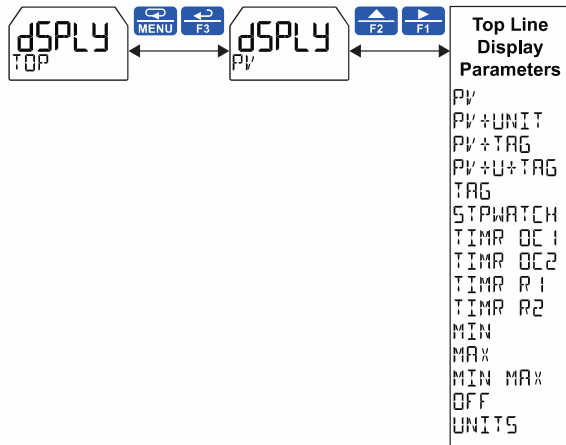 dSPLY
TOP
MENU
F3
dSPLY
PV
F2
F1
Top Line
Display
Parameters
PV
PV+UNIT
PV+TAG
PV+U+TAG
TAG
STPWATCH
TIMR OC1
TIMR OC2
TIMR R1
TIMR R2
MIN
MAX
MIN MAX
OFF
UNITS